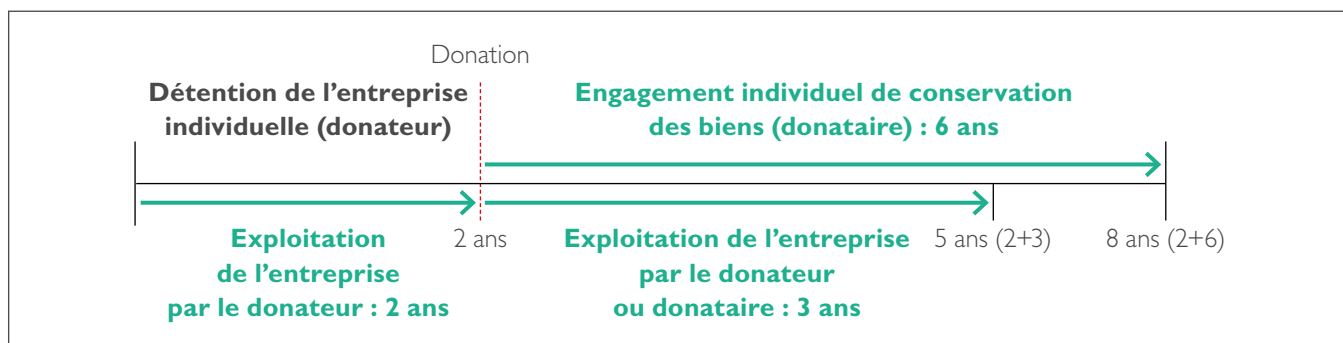 Donation
Détention de l’entreprise
individuelle (donateur)
Engagement individuel de conservation
des biens (donataire) : 6 ans
Exploitation
de l’entreprise
par le donateur : 2 ans
2 ans
Exploitation de l’entreprise
par le donateur
ou donataire : 3 ans
5 ans (2+3)
8 ans (2+6)